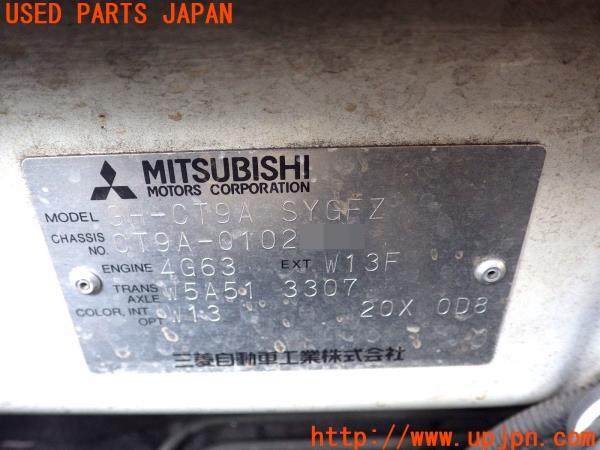 USED PARTS JAPAN
MITSUBISHI
MOTORS CORPORATION
MODEL GH-CT9A SYGFZ
CHASSIS NO. CT9A-0102
ENGINE 4G63 EXT W13F
TRANS AXLE W5A51 3307
COLOR, INT OPT W13 20X 0D8
三菱自動車工業株式会社
http://www.upjpn.com/